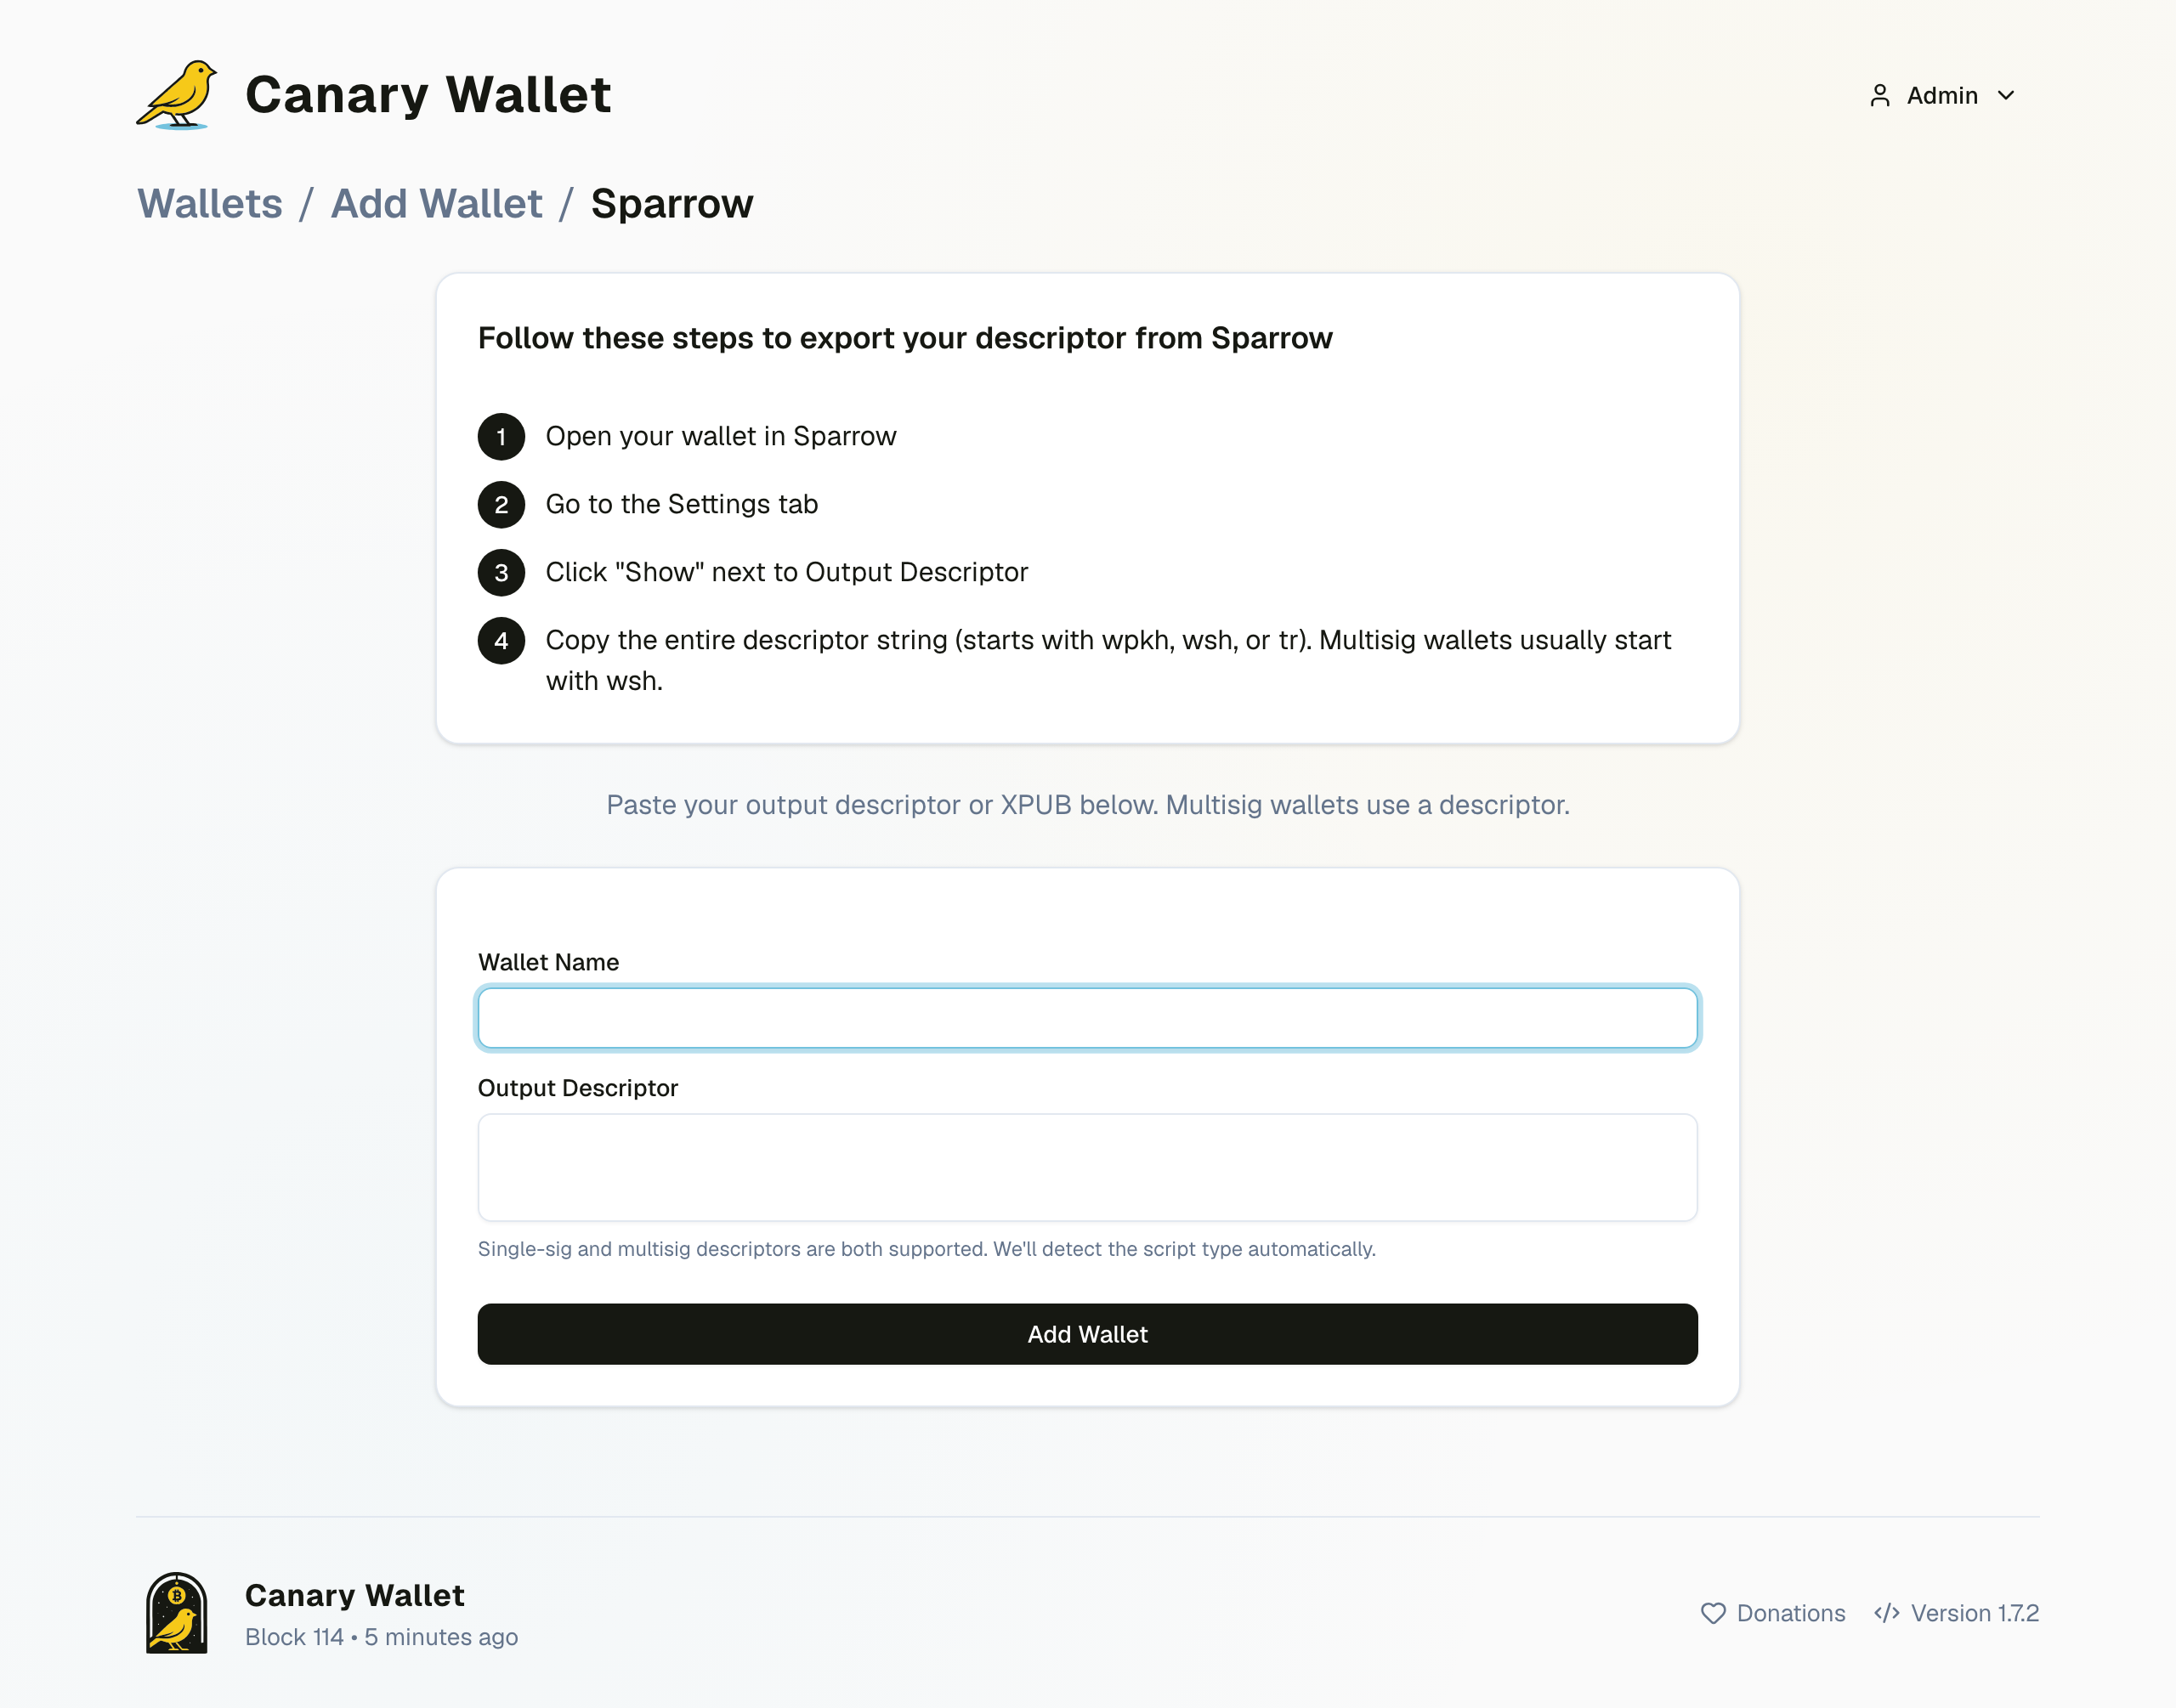 Canary Wallet
Admin
Wallets / Add Wallet / Sparrow
Follow these steps to export your descriptor from Sparrow
1 Open your wallet in Sparrow
2 Go to the Settings tab
3 Click "Show" next to Output Descriptor
4 Copy the entire descriptor string (starts with wpkh, wsh, or tr). Multisig wallets usually start
with wsh.
Paste your output descriptor or XPUB below. Multisig wallets use a descriptor.
Wallet Name
Output Descriptor
Single-sig and multisig descriptors are both supported. We'll detect the script type automatically.
Add Wallet
Canary Wallet
Block 114 • 5 minutes ago
Donations
Version 1.7.2